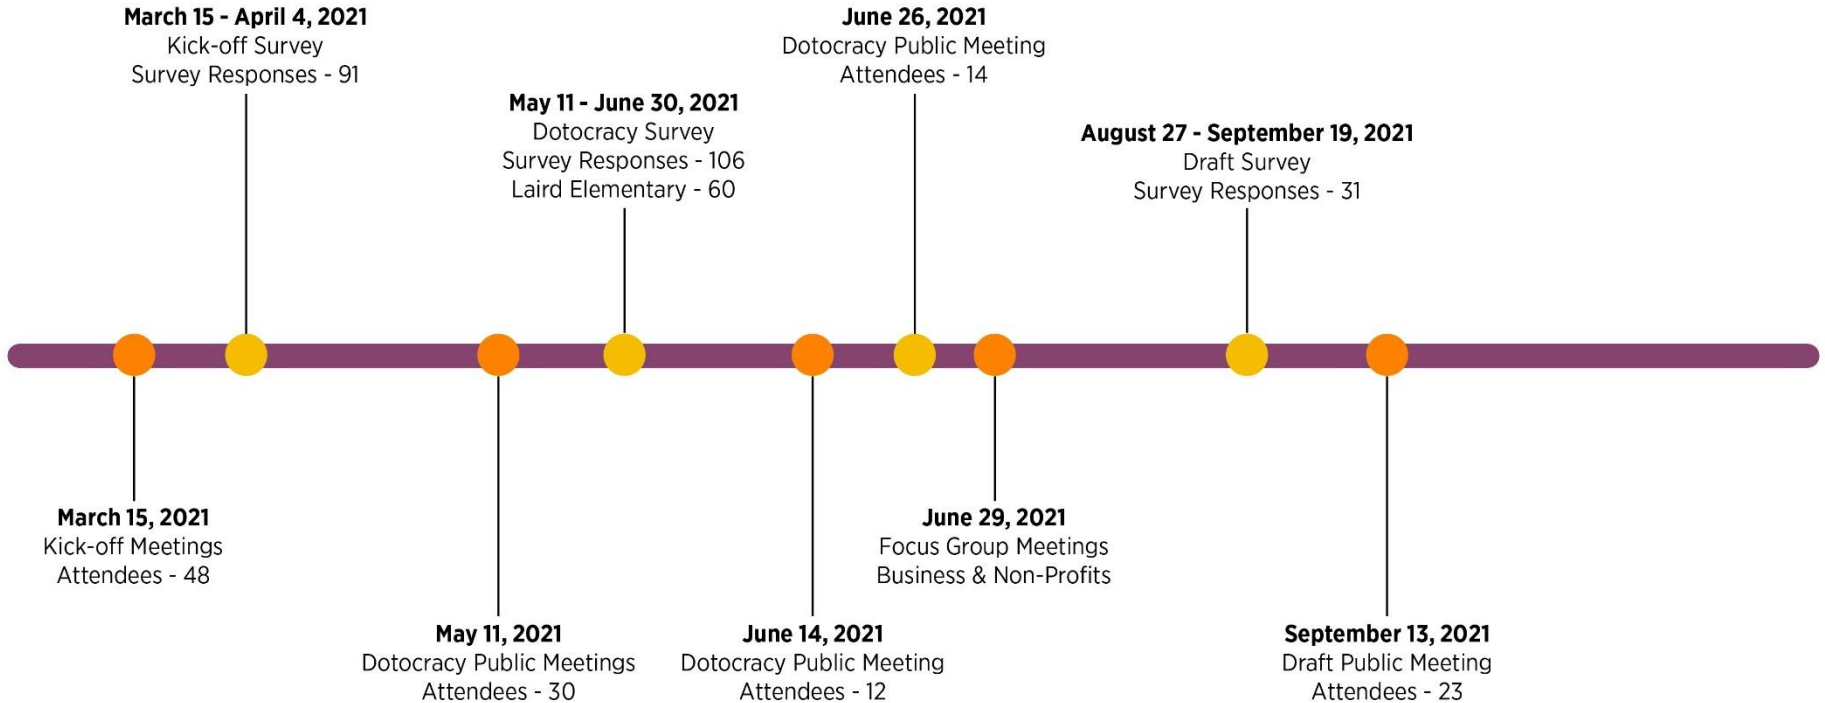 March 15 - April 4, 2021
Kick-off Survey
Survey Responses - 91
June 26, 2021
Dotocracy Public Meeting
Attendees - 14
May 11 - June 30, 2021
Dotocracy Survey
Survey Responses - 106
Laird Elementary - 60
August 27 - September 19, 2021
Draft Survey
Survey Responses - 31
March 15, 2021
Kick-off Meetings
Attendees - 48
June 29, 2021
Focus Group Meetings
Business & Non-Profits
May 11, 2021
Dotocracy Public Meetings
Attendees - 30
June 14, 2021
Dotocracy Public Meeting
Attendees - 12
September 13, 2021
Draft Public Meeting
Attendees - 23